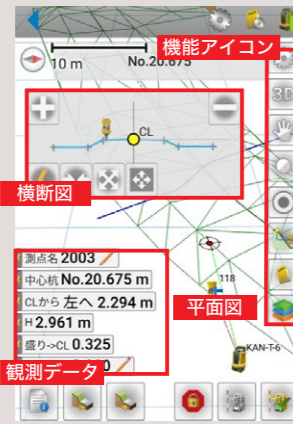 機能アイコン
10 m
No.20.675
3D
CL
横断図
測点名 2003
中心杭 No.20.675 m
CLから 左へ 2.294 m
H 2.961 m
盛り->CL 0.325
118
平面図
KAN-T-6
観測データ